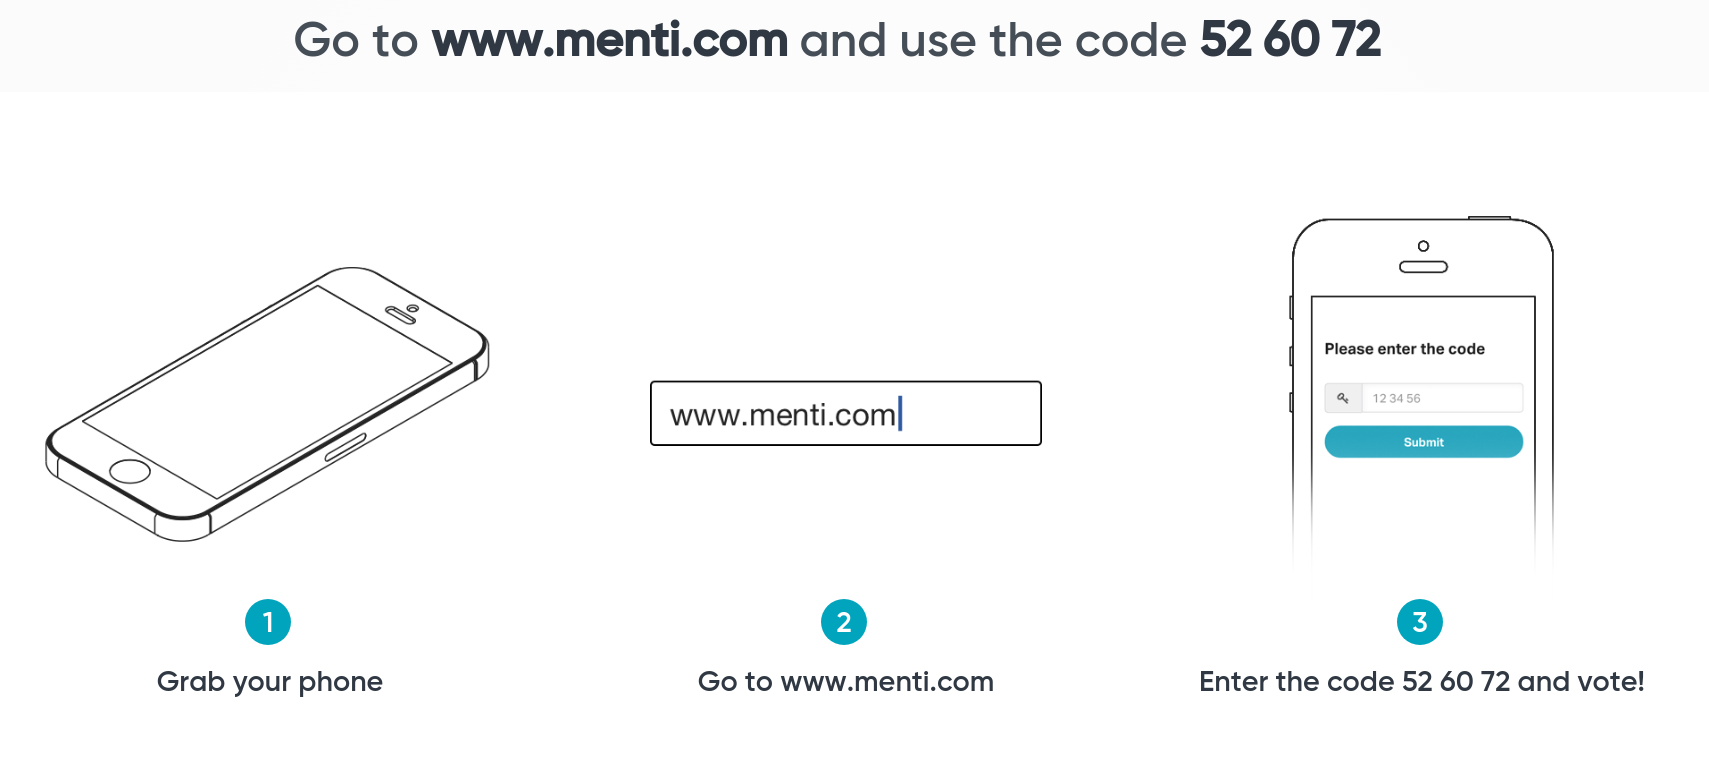 Go to www.menti.com and use the code 52 60 72
www.menti.com
Please enter the code
12 34 56
Submit
1
Grab your phone
2
Go to www.menti.com
3
Enter the code 52 60 72 and vote!